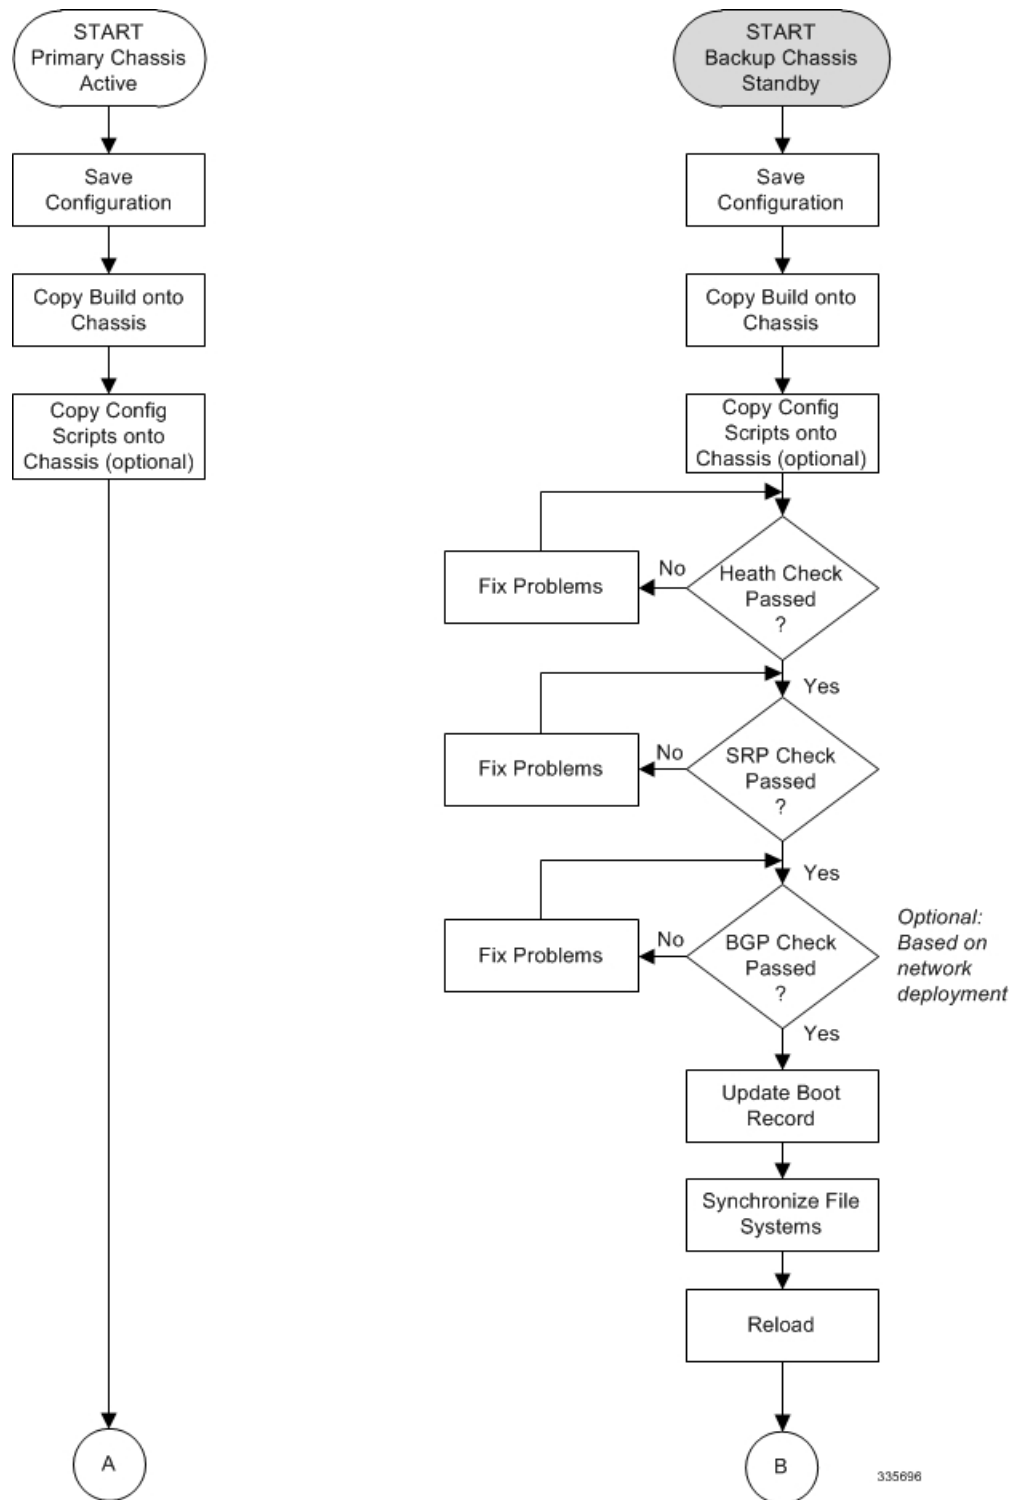 START
Primary Chassis
Active
Save
Configuration
Copy Build onto
Chassis
Copy Config
Scripts onto
Chassis (optional)
A
START
Backup Chassis
Standby
Save
Configuration
Copy Build onto
Chassis
Copy Config
Scripts onto
Chassis (optional)
Heath Check
Passed
?
No
Fix Problems
Yes
SRP Check
Passed
?
No
Fix Problems
Yes
BGP Check
Passed
?
No
Fix Problems
Optional:
Based on
network
deployment
Yes
Update Boot
Record
Synchronize File
Systems
Reload
B
335696